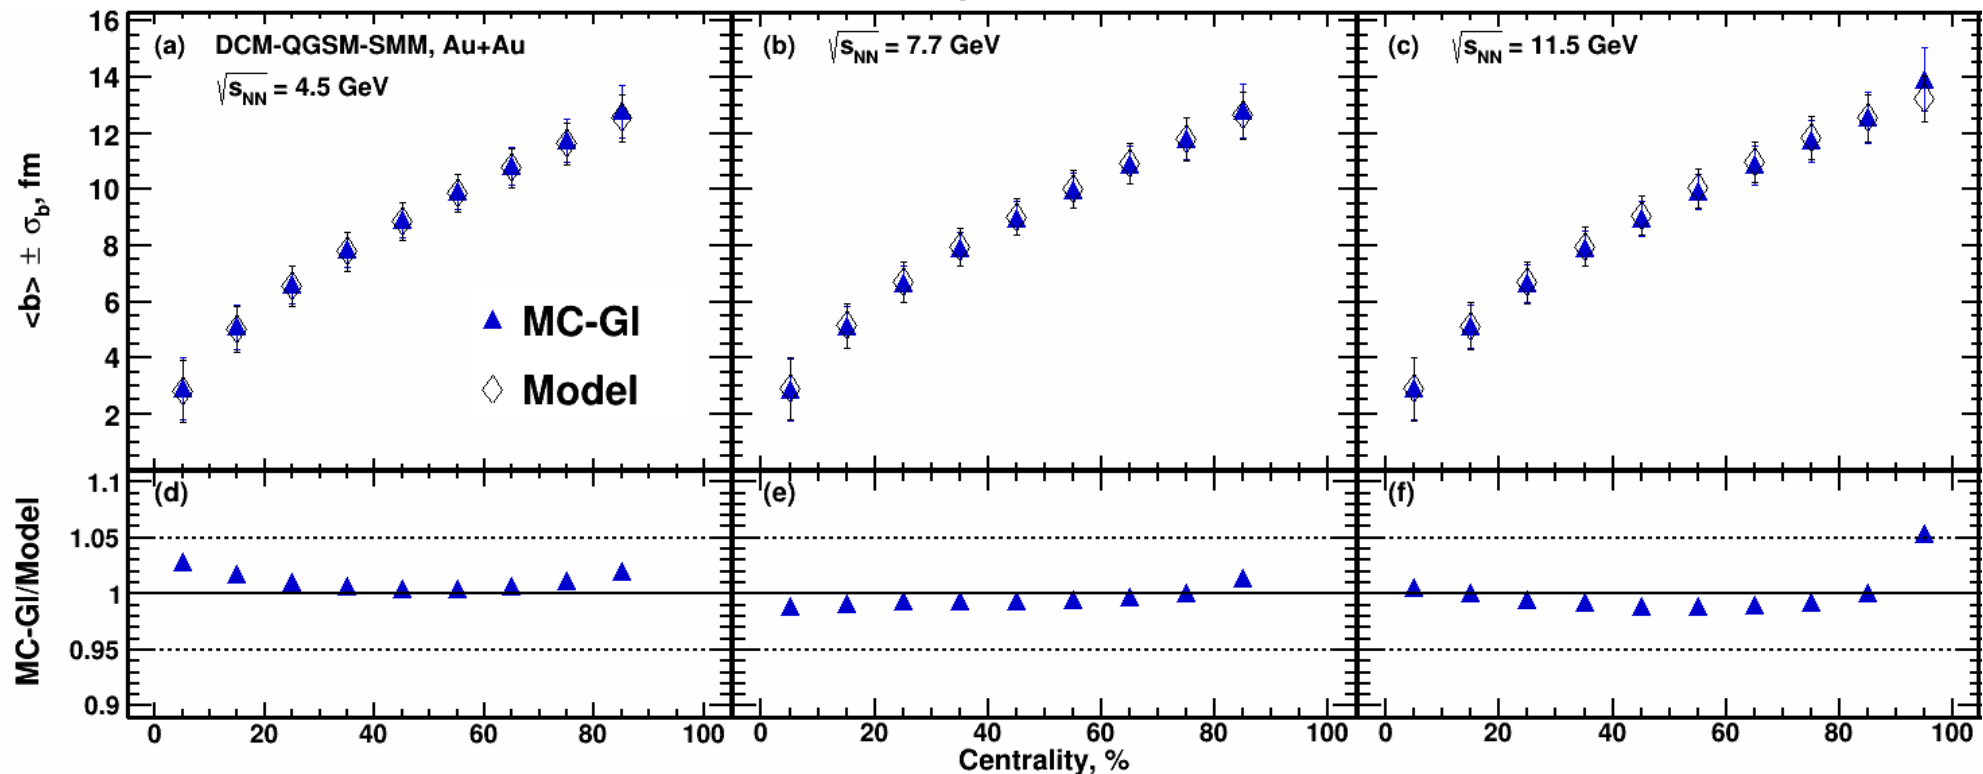 (a) DCM-QGSM-SMM, Au+Au
√sNN = 4.5 GeV
(b) √sNN = 7.7 GeV
(c) √sNN = 11.5 GeV
16
14
12
10
8
6
4
2
<b> ± σb, fm
MC-Gl
Model
(d)
(e)
(f)
1.1
1.05
1
0.95
0.9
MC-Gl/Model
0 20 40 60 80 100
0 20 40 60 80 100
0 20 40 60 80 100
Centrality, %